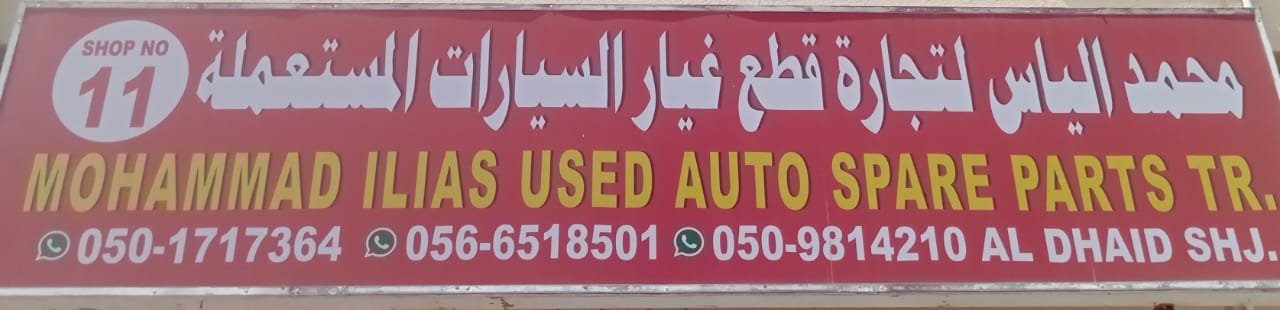 SHOP NO
11
محمد الياس لتجارة قطع غيار السيارات المستعملة
MOHAMMAD ILIAS USED AUTO SPARE PARTS TR.
050-1717364 056-6518501 050-9814210 AL DHAID SHJ.